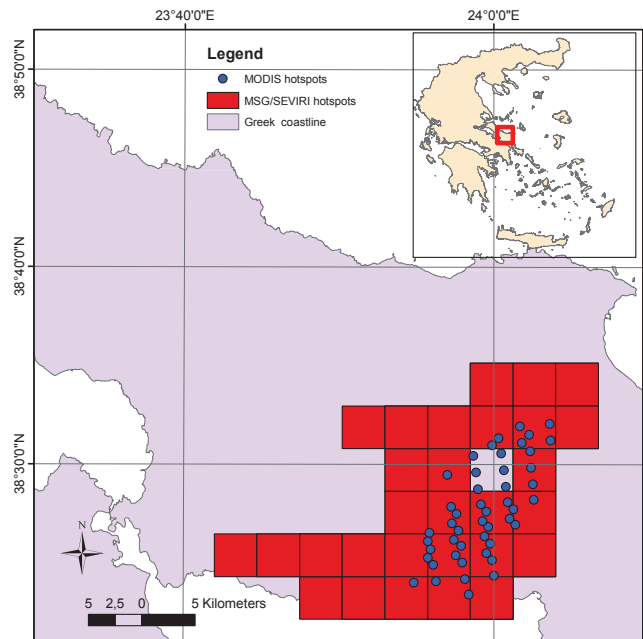 23°40'0"E
24°0'0"E
38°50'0"N
38°40'0"N
38°30'0"N
Legend
MODIS hotspots
MSG/SEVIRI hotspots
Greek coastline
N
5 2,5 0 5 Kilometers